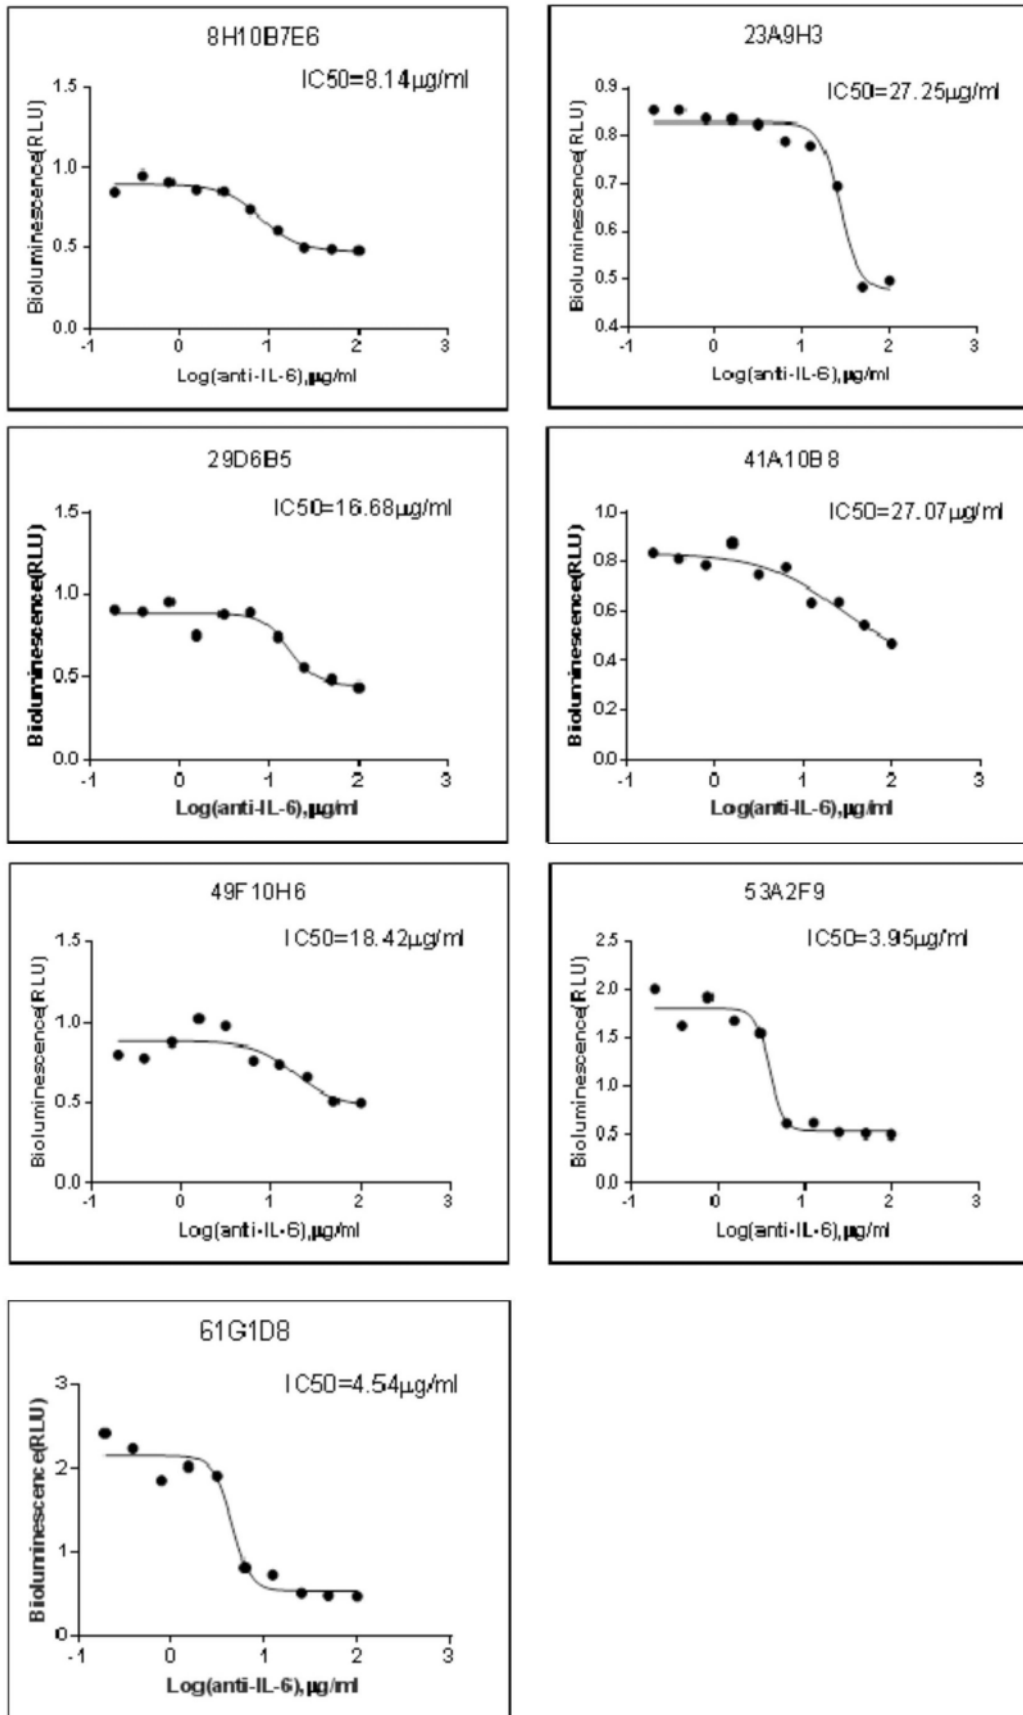 8H10B7E6
IC50=8.14µg/ml
Bioluminescence(RLU)
1.5
1.0
0.5
0.0
-1 0 1 2 3
Log(anti-IL-6),µg/ml
23A9H3
IC50=27.25µg/ml
Bioluminescence(RLU)
0.9
0.8
0.7
0.6
0.5
0.4
-1 0 1 2 3
Log(anti-IL-6),µg/ml
29D6B5
IC50=16.68µg/ml
Bioluminescence(RLU)
1.5
1.0
0.5
0.0
-1 0 1 2 3
Log(anti-IL-6),µg/ml
41A10B8
IC50=27.07µg/ml
Bioluminescence(RLU)
1.0
0.8
0.6
0.4
0.2
0.0
-1 0 1 2 3
Log(anti-IL-6),µg/ml
49F10H6
IC50=18.42µg/ml
Bioluminescence(RLU)
1.5
1.0
0.5
0.0
-1 0 1 2 3
Log(anti-IL-6),µg/ml
53A2F9
IC50=3.95µg/ml
Bioluminescence(RLU)
2.5
2.0
1.5
1.0
0.5
0.0
-1 0 1 2 3
Log(anti-IL-6),µg/ml
61G1D8
IC50=4.54µg/ml
Bioluminescence(RLU)
3
2
1
0
-1 0 1 2 3
Log(anti-IL-6),µg/ml